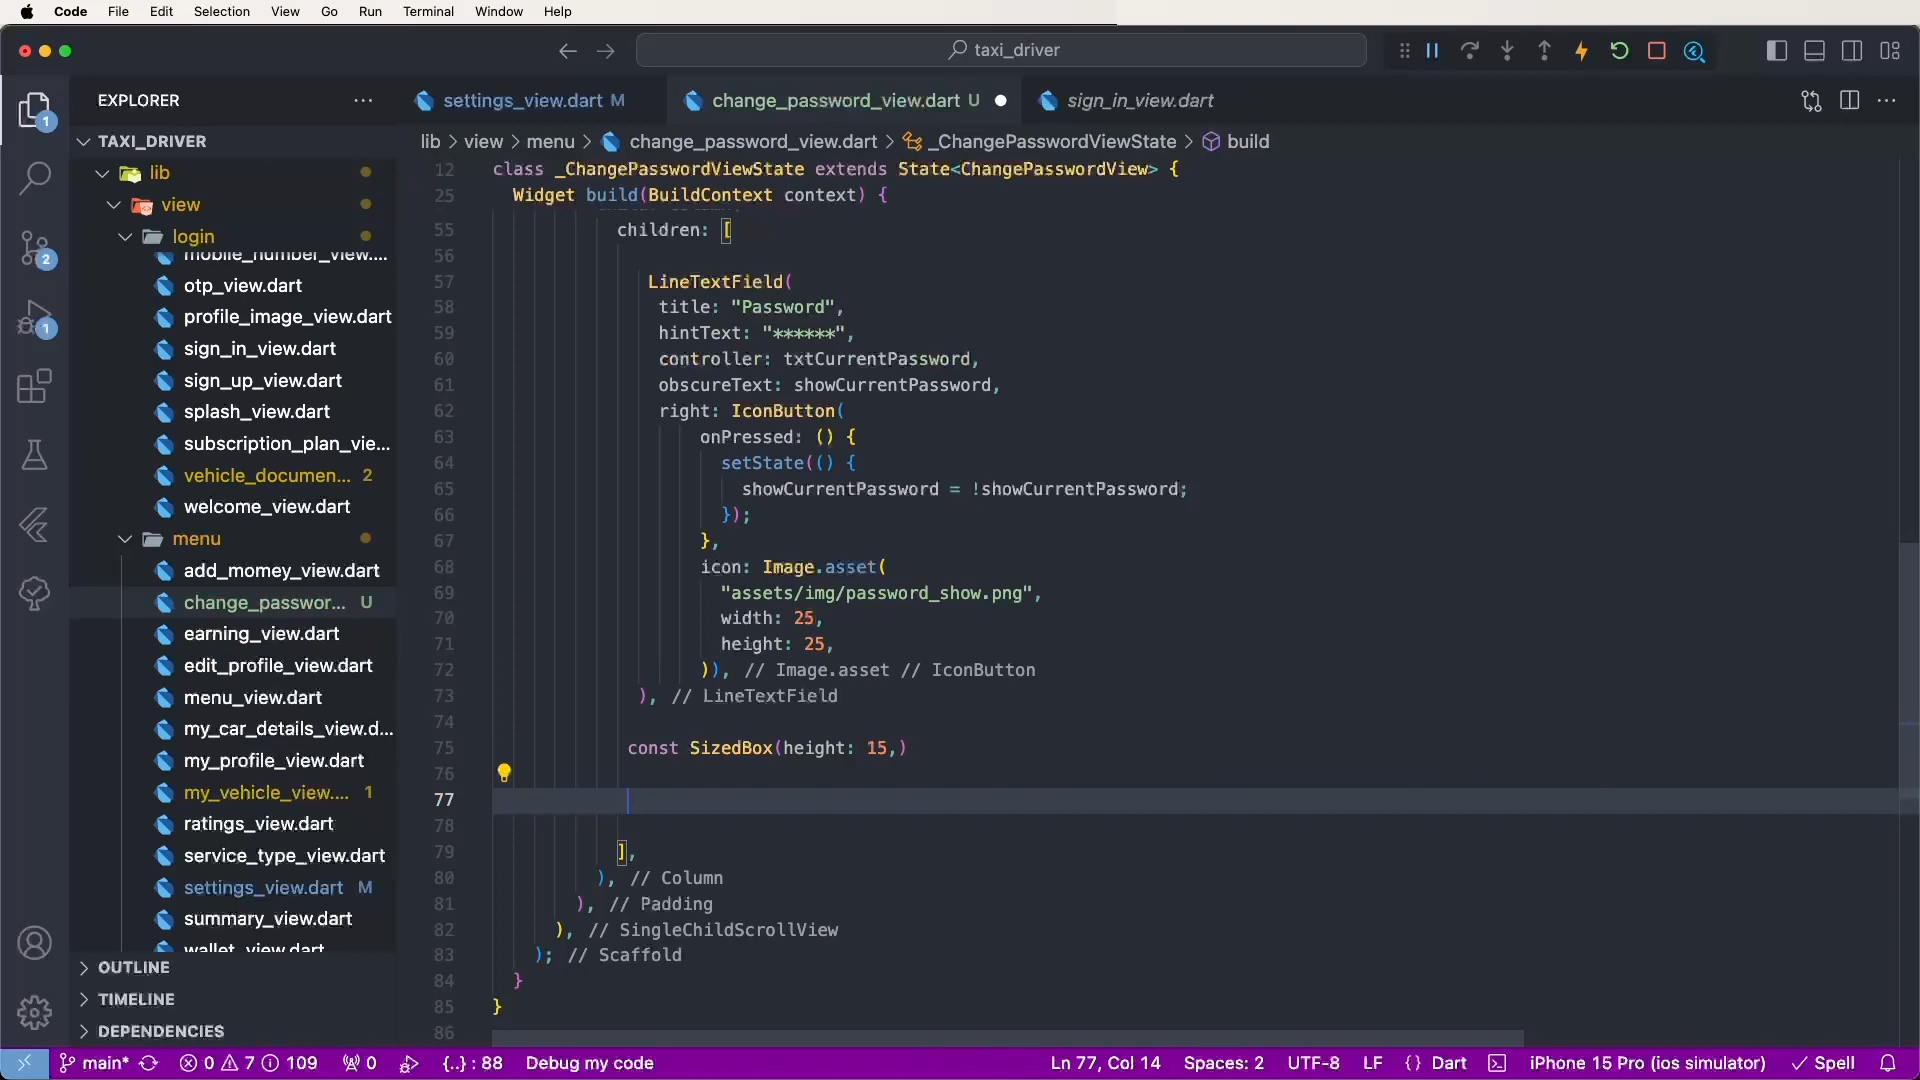 Code File Edit Selection View Go Run Terminal Window Help
taxi_driver
EXPLORER
settings_view.dart M
change_password_view.dart U
sign_in_view.dart
TAXI_DRIVER
lib > view > menu > change_password_view.dart > _ChangePasswordViewState > build
lib
view
login
mobile_number_view....
otp_view.dart
profile_image_view.dart
sign_in_view.dart
sign_up_view.dart
splash_view.dart
subscription_plan_vie...
vehicle_documen... 2
welcome_view.dart
menu
add_momey_view.dart
change_passwor... U
earning_view.dart
edit_profile_view.dart
menu_view.dart
my_car_details_view.d...
my_profile_view.dart
my_vehicle_view.... 1
ratings_view.dart
service_type_view.dart
settings_view.dart M
summary_view.dart
wallet_view.dart
OUTLINE
TIMELINE
DEPENDENCIES
1
2
1
12 class _ChangePasswordViewState extends State<ChangePasswordView> {
25 Widget build(BuildContext context) {
55 children: [
56
57 LineTextField(
58 title: "Password",
59 hintText: "******",
60 controller: txtCurrentPassword,
61 obscureText: showCurrentPassword,
62 right: IconButton(
63 onPressed: () {
64 setState(() {
65 showCurrentPassword = !showCurrentPassword;
66 });
67 },
68 icon: Image.asset(
69 "assets/img/password_show.png",
70 width: 25,
71 height: 25,
72 )), // Image.asset // IconButton
73 ), // LineTextField
74
75 const SizedBox(height: 15,)
76
77
78
79 ],
80 ), // Column
81 ), // Padding
82 ), // SingleChildScrollView
83 ); // Scaffold
84 }
85 }
86
main* 0 7 109 0 {..} : 88 Debug my code Ln 77, Col 14 Spaces: 2 UTF-8 LF {} Dart iPhone 15 Pro (ios simulator) Spell